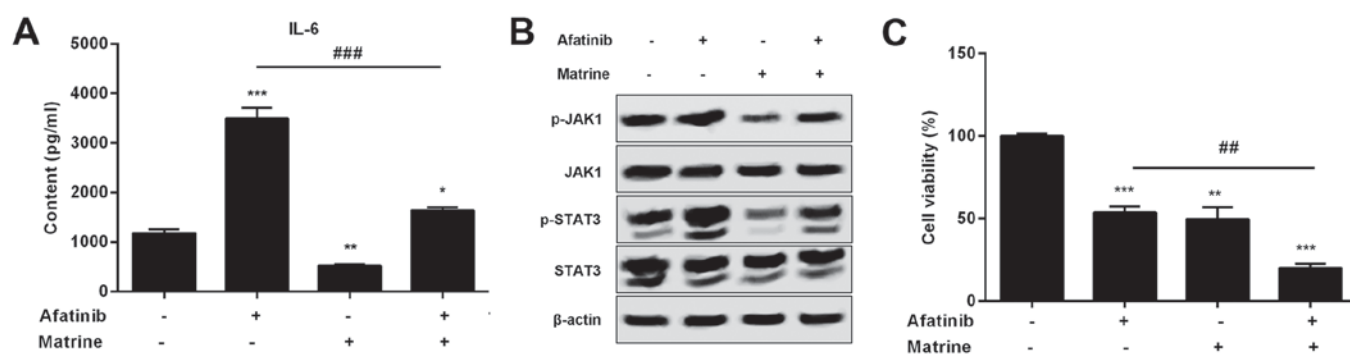 A
IL-6
Content (pg/ml)
5000
4000
3000
2000
1000
0
###
***
**
*
Afatinib - + - +
Matrine - - + +
B
Afatinib - + - +
Matrine - - + +
p-JAK1
JAK1
p-STAT3
STAT3
β-actin
C
Cell viability (%)
150
100
50
0
##
***
**
***
Afatinib - + - +
Matrine - - + +